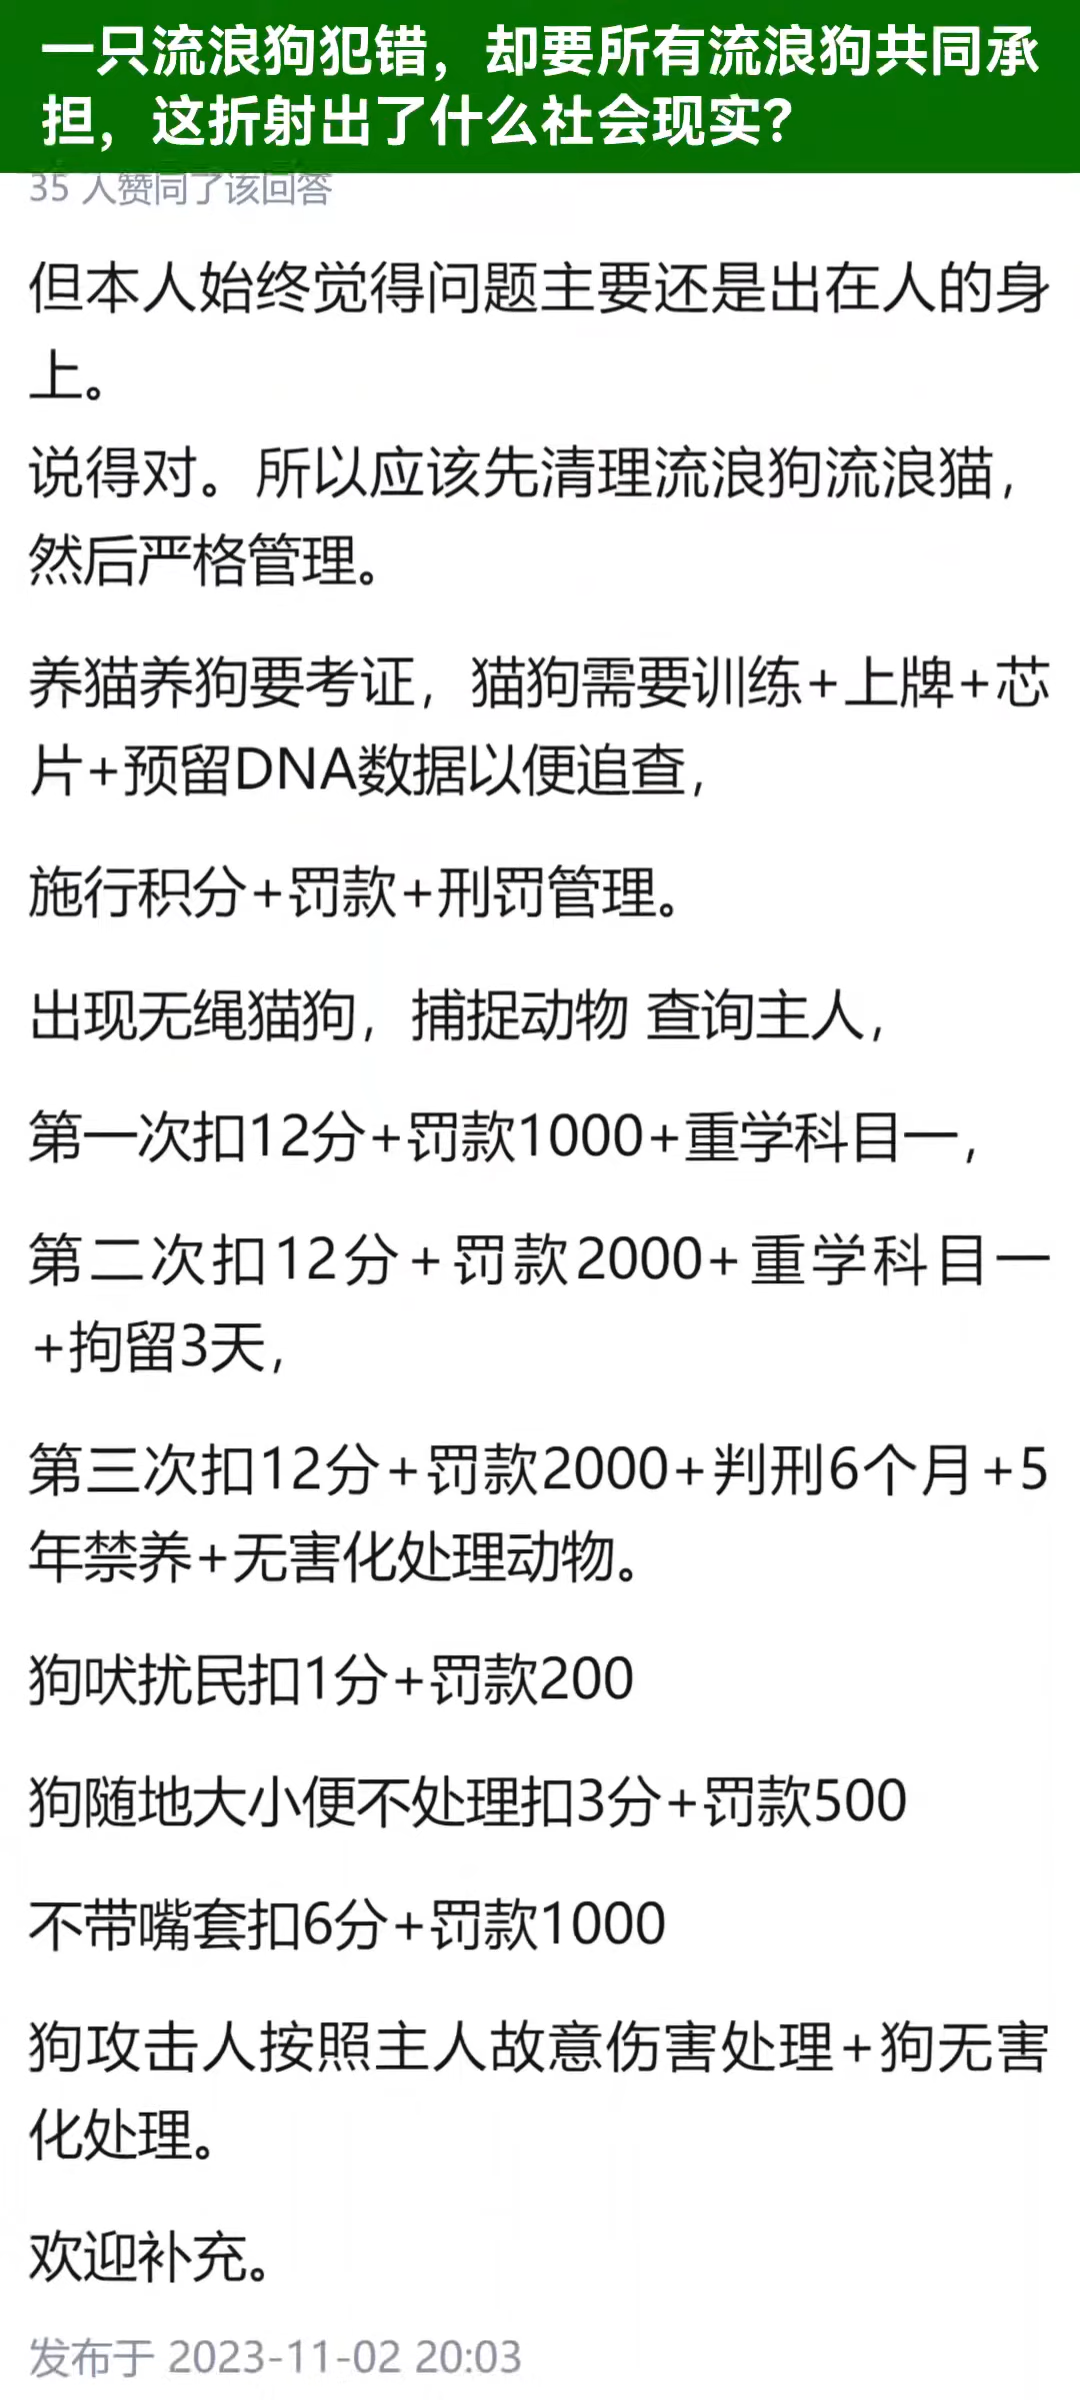 一只流浪狗犯错，却要所有流浪狗共同承
担，这折射出了什么社会现实？
35 人赞同了该回答
但本人始终觉得问题主要还是出在人的身
上。
说得对。所以应该先清理流浪狗流浪猫，
然后严格管理。
养猫养狗要考证，猫狗需要训练+上牌+芯
片+预留DNA数据以便追查，
施行积分+罚款+刑罚管理。
出现无绳猫狗，捕捉动物 查询主人，
第一次扣12分+罚款1000+重学科目一，
第二次扣12分+罚款2000+重学科目一
+拘留3天，
第三次扣12分+罚款2000+判刑6个月+5
年禁养+无害化处理动物。
狗吠扰民扣1分+罚款200
狗随地大小便不处理扣3分+罚款500
不带嘴套扣6分+罚款1000
狗攻击人按照主人故意伤害处理+狗无害
化处理。
欢迎补充。
发布于 2023-11-02 20:03